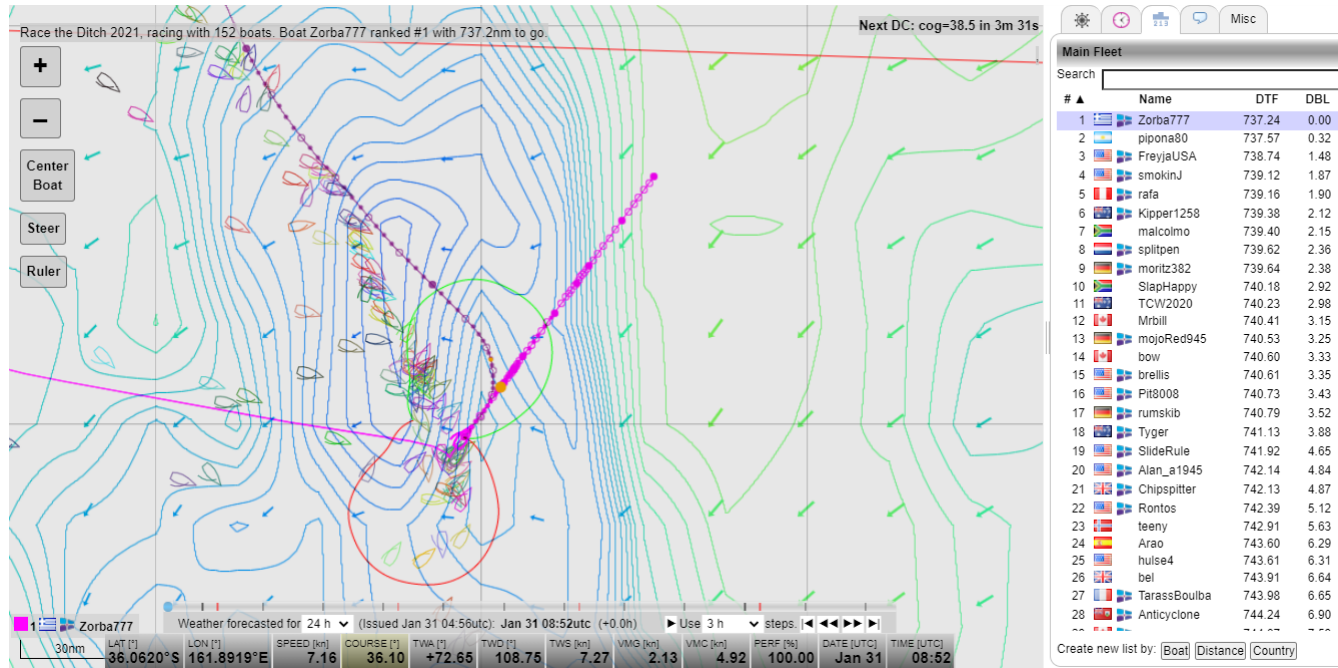 Race the Ditch 2021, racing with 152 boats. Boat Zorba777 ranked #1 with 737.2nm to go.
Next DC: cog=38.5 in 3m 31s
+
−
Center
Boat
Steer
Ruler
1 Zorba777
30nm
Weather forecasted for 24 h (Issued Jan 31 04:56utc): Jan 31 08:52utc (+0.0h) Use 3 h steps.
LAT [°] LON [°] SPEED [kn] COURSE [°] TWA [°] TWD [°] TWS [kn] VMG [kn] VMC [kn] PERF [%] DATE [UTC] TIME [UTC]
36.0620°S 161.8919°E 7.16 36.10 +72.65 108.75 7.27 2.13 4.92 100.00 Jan 31 08:52
213
Misc
Main Fleet
Search
# ▲ Name DTF DBL
1 Zorba777 737.24 0.00
2 pipona80 737.57 0.32
3 FreyjaUSA 738.74 1.48
4 smokinJ 739.12 1.87
5 rafa 739.16 1.90
6 Kipper1258 739.38 2.12
7 malcolmo 739.40 2.15
8 splitpen 739.62 2.36
9 moritz382 739.64 2.38
10 SlapHappy 740.18 2.92
11 TCW2020 740.23 2.98
12 Mrbill 740.41 3.15
13 mojoRed945 740.53 3.25
14 bow 740.60 3.33
15 brellis 740.61 3.35
16 Pit8008 740.73 3.43
17 rumskib 740.79 3.52
18 Tyger 741.13 3.88
19 SlideRule 741.92 4.65
20 Alan_a1945 742.14 4.84
21 Chipspitter 742.13 4.87
22 Rontos 742.39 5.12
23 teeny 742.91 5.63
24 Arao 743.60 6.29
25 hulse4 743.61 6.31
26 bel 743.91 6.64
27 TarassBoulba 743.98 6.65
28 Anticyclone 744.24 6.90
Create new list by: Boat Distance Country